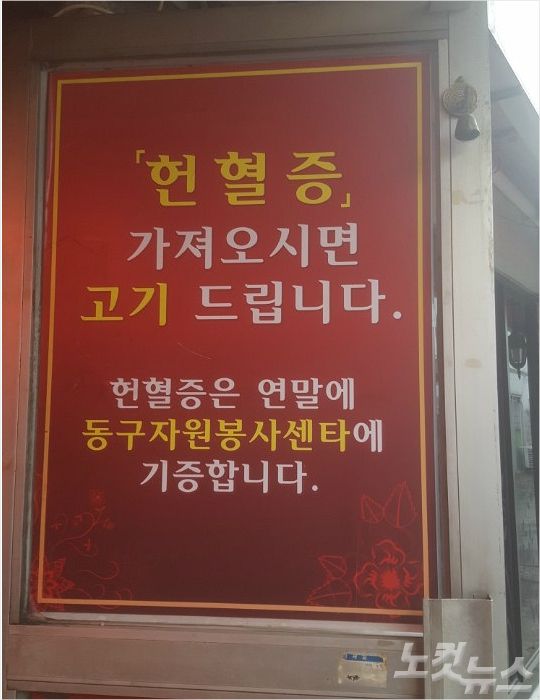 「헌혈증」
가져오시면
고기 드립니다.
헌혈증은 연말에
동구자원봉사센타에
기증합니다.
노컷
뉴스